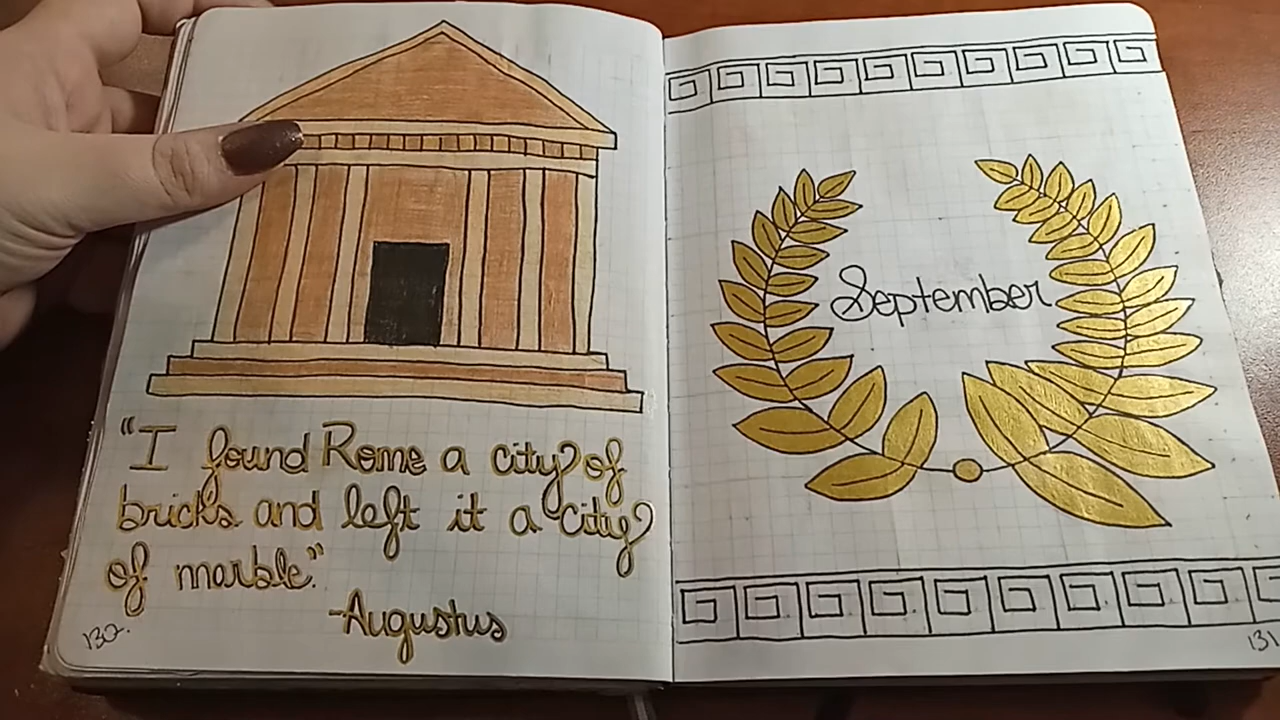 "I found Rome a city of
bricks and left it a city
of marble."
-Augustus
130.
September
131